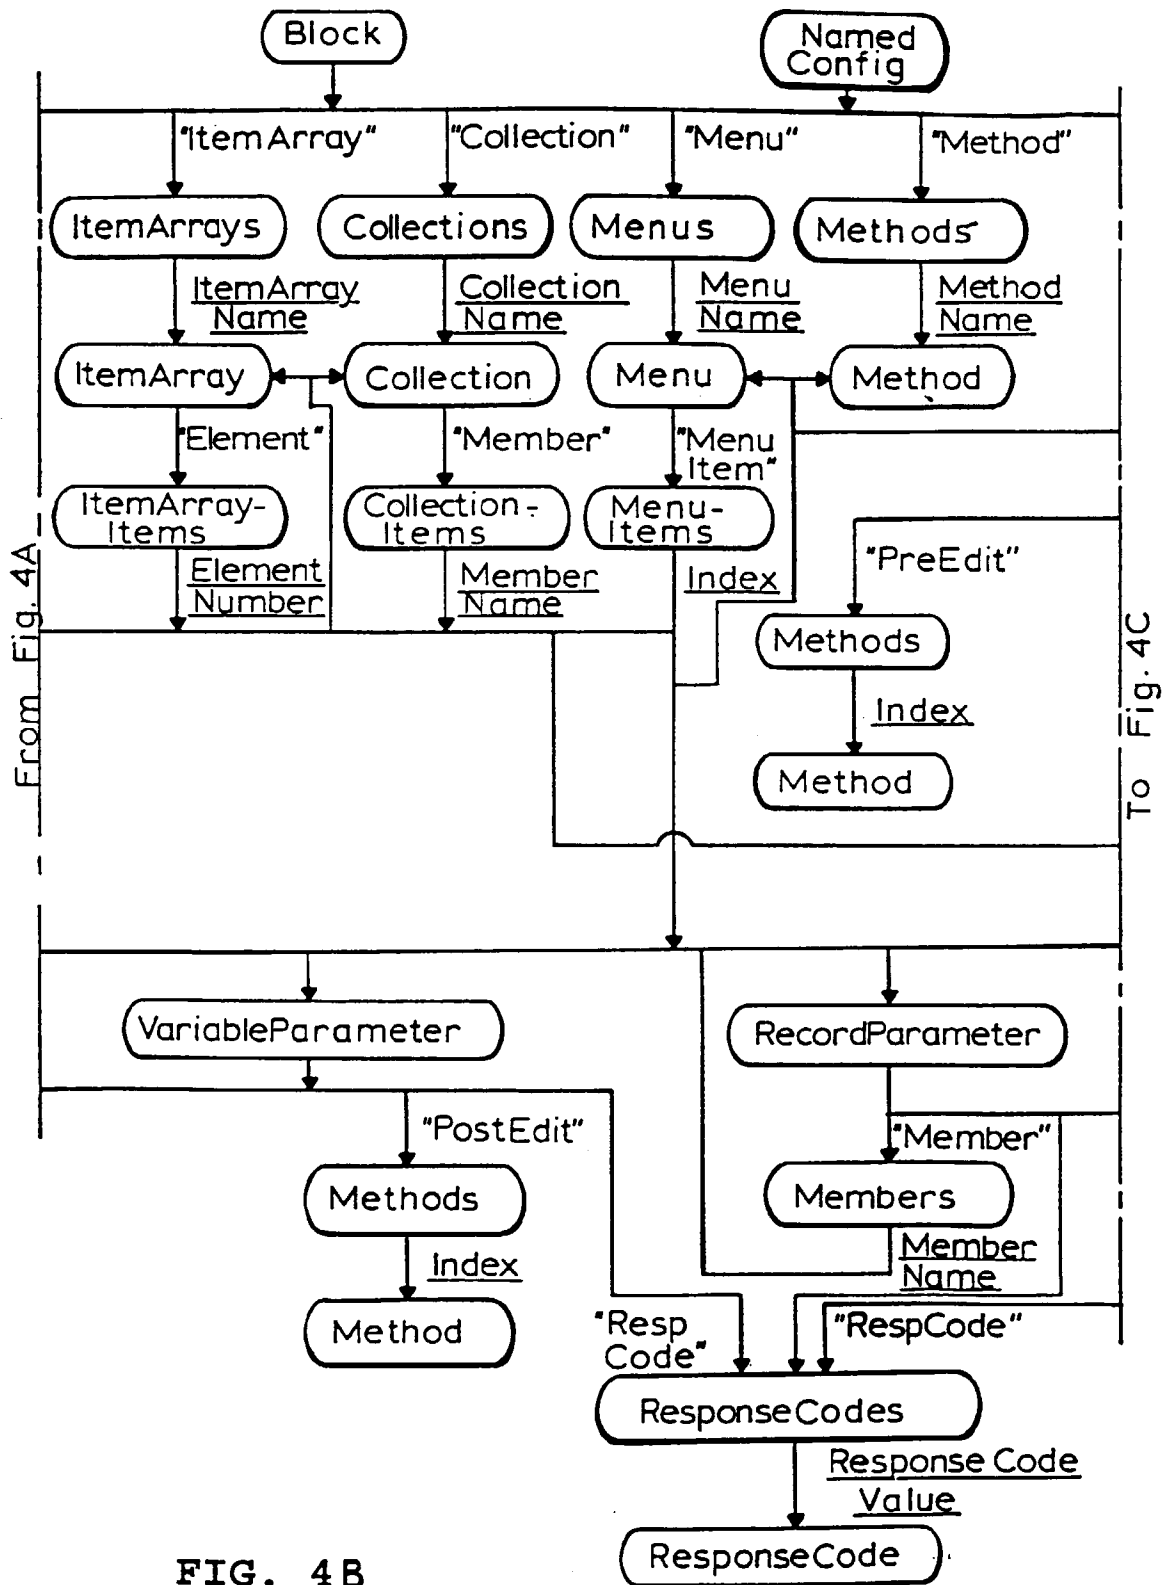 Block
Named
Config
"ItemArray"
"Collection"
"Menu"
"Method"
ItemArrays
Collections
Menus
Methods
ItemArray
Name
Collection
Name
Menu
Name
Method
Name
ItemArray
Collection
Menu
Method
"Element"
"Member"
"Menu
Item"
ItemArray-
Items
Collection-
Items
Menu-
Items
"PreEdit"
Element
Number
Member
Name
Index
From Fig. 4A
To Fig. 4C
Methods
Index
Method
VariableParameter
RecordParameter
"PostEdit"
"Member"
Methods
Members
Index
Member
Name
Method
"Resp
Code"
"RespCode"
ResponseCodes
Response Code
Value
ResponseCode
FIG. 4B